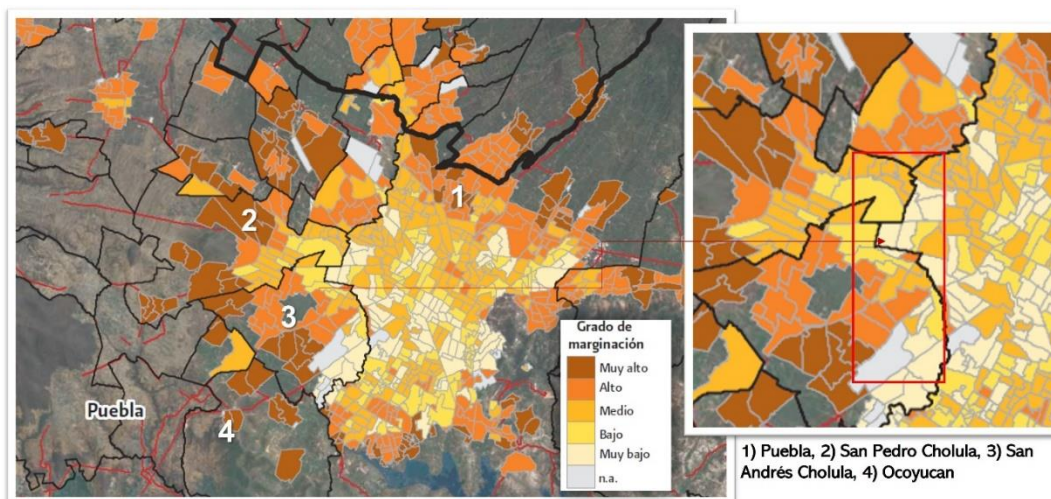 1
2
3
4
Puebla
Grado de
marginación
Muy alto
Alto
Medio
Bajo
Muy bajo
n.a.
1) Puebla, 2) San Pedro Cholula, 3) San
Andrés Cholula, 4) Ocoyucan